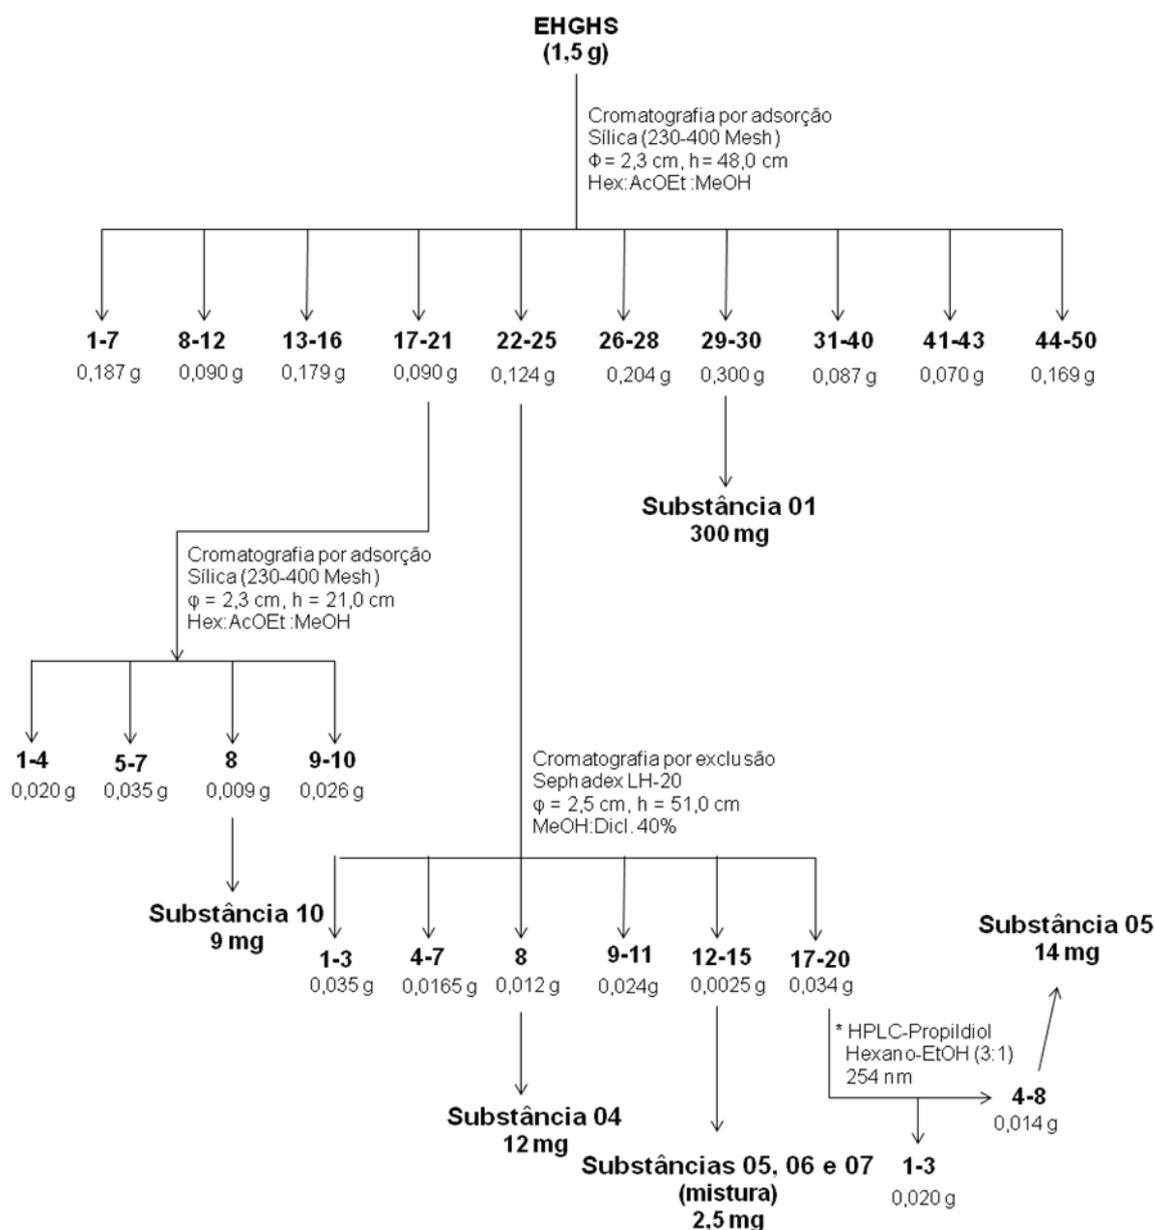 EHGHS
(1,5 g)
Cromatografia por adsorção
Sílica (230-400 Mesh)
Φ = 2,3 cm, h= 48,0 cm
Hex:AcOEt :MeOH
1-7 8-12 13-16 17-21 22-25 26-28 29-30 31-40 41-43 44-50
0,187 g 0,090 g 0,179 g 0,090 g 0,124 g 0,204 g 0,300 g 0,087 g 0,070 g 0,169 g
Substância 01
300 mg
Cromatografia por adsorção
Sílica (230-400 Mesh)
φ = 2,3 cm, h = 21,0 cm
Hex:AcOEt :MeOH
1-4 5-7 8 9-10
0,020 g 0,035 g 0,009 g 0,026 g
Substância 10
9 mg
Cromatografia por exclusão
Sephadex LH-20
φ = 2,5 cm, h = 51,0 cm
MeOH:Dicl. 40%
1-3 4-7 8 9-11 12-15 17-20
0,035 g 0,0165 g 0,012 g 0,024g 0,0025 g 0,034 g
Substância 04
12 mg
Substâncias 05, 06 e 07
(mistura)
2,5 mg
* HPLC-Propildiol
Hexano-EtOH (3:1)
254 nm
1-3
0,020 g
4-8
0,014 g
Substância 05
14 mg